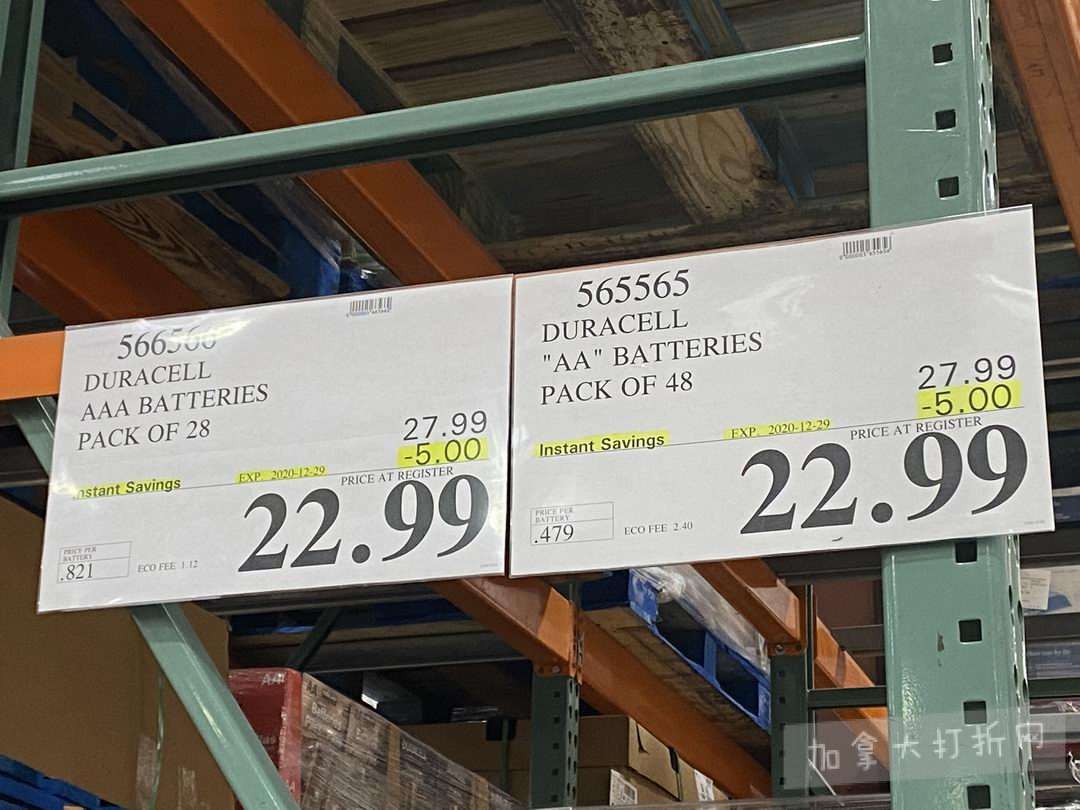 566566
DURACELL
AAA BATTERIES
PACK OF 28
27.99
-5.00
Instant Savings
EXP. 2020-12-29
PRICE AT REGISTER
22.99
PRICE PER
BATTERY
.821
ECO FEE 1.12
565565
DURACELL
"AA" BATTERIES
PACK OF 48
27.99
-5.00
Instant Savings
EXP. 2020-12-29
PRICE AT REGISTER
22.99
PRICE PER
BATTERY
.479
ECO FEE 2.40
AA
加拿大打折网